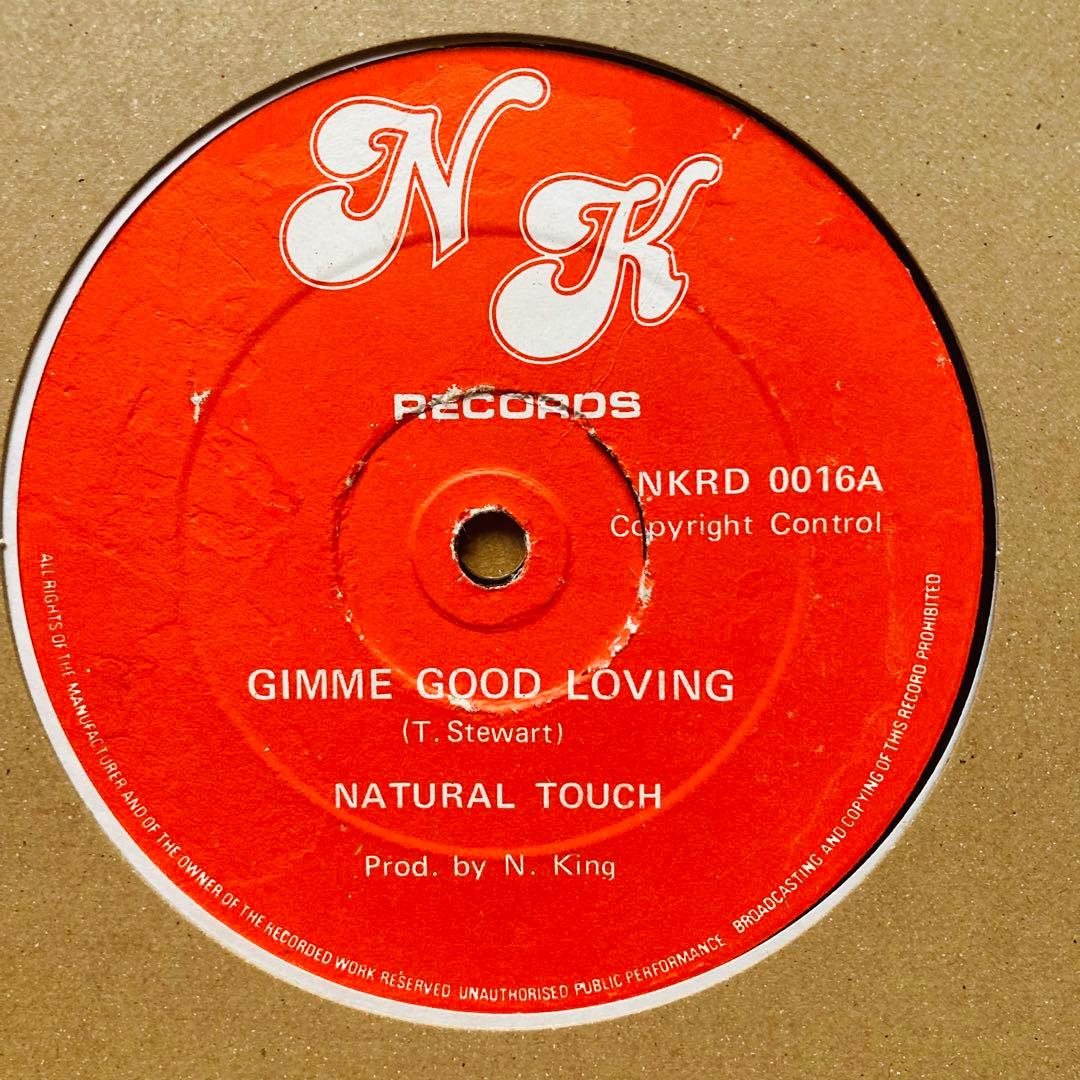 NK
RECORDS
NKRD 0016A
Copyright Control
GIMME GOOD LOVING
(T. Stewart)
NATURAL TOUCH
Prod. by N. King
ALL RIGHTS OF THE MANUFACTURER AND OF THE OWNER OF THE RECORDED WORK RESERVED UNAUTHORISED PUBLIC PERFORMANCE BROADCASTING AND COPYING OF THIS RECORD PROHIBITED